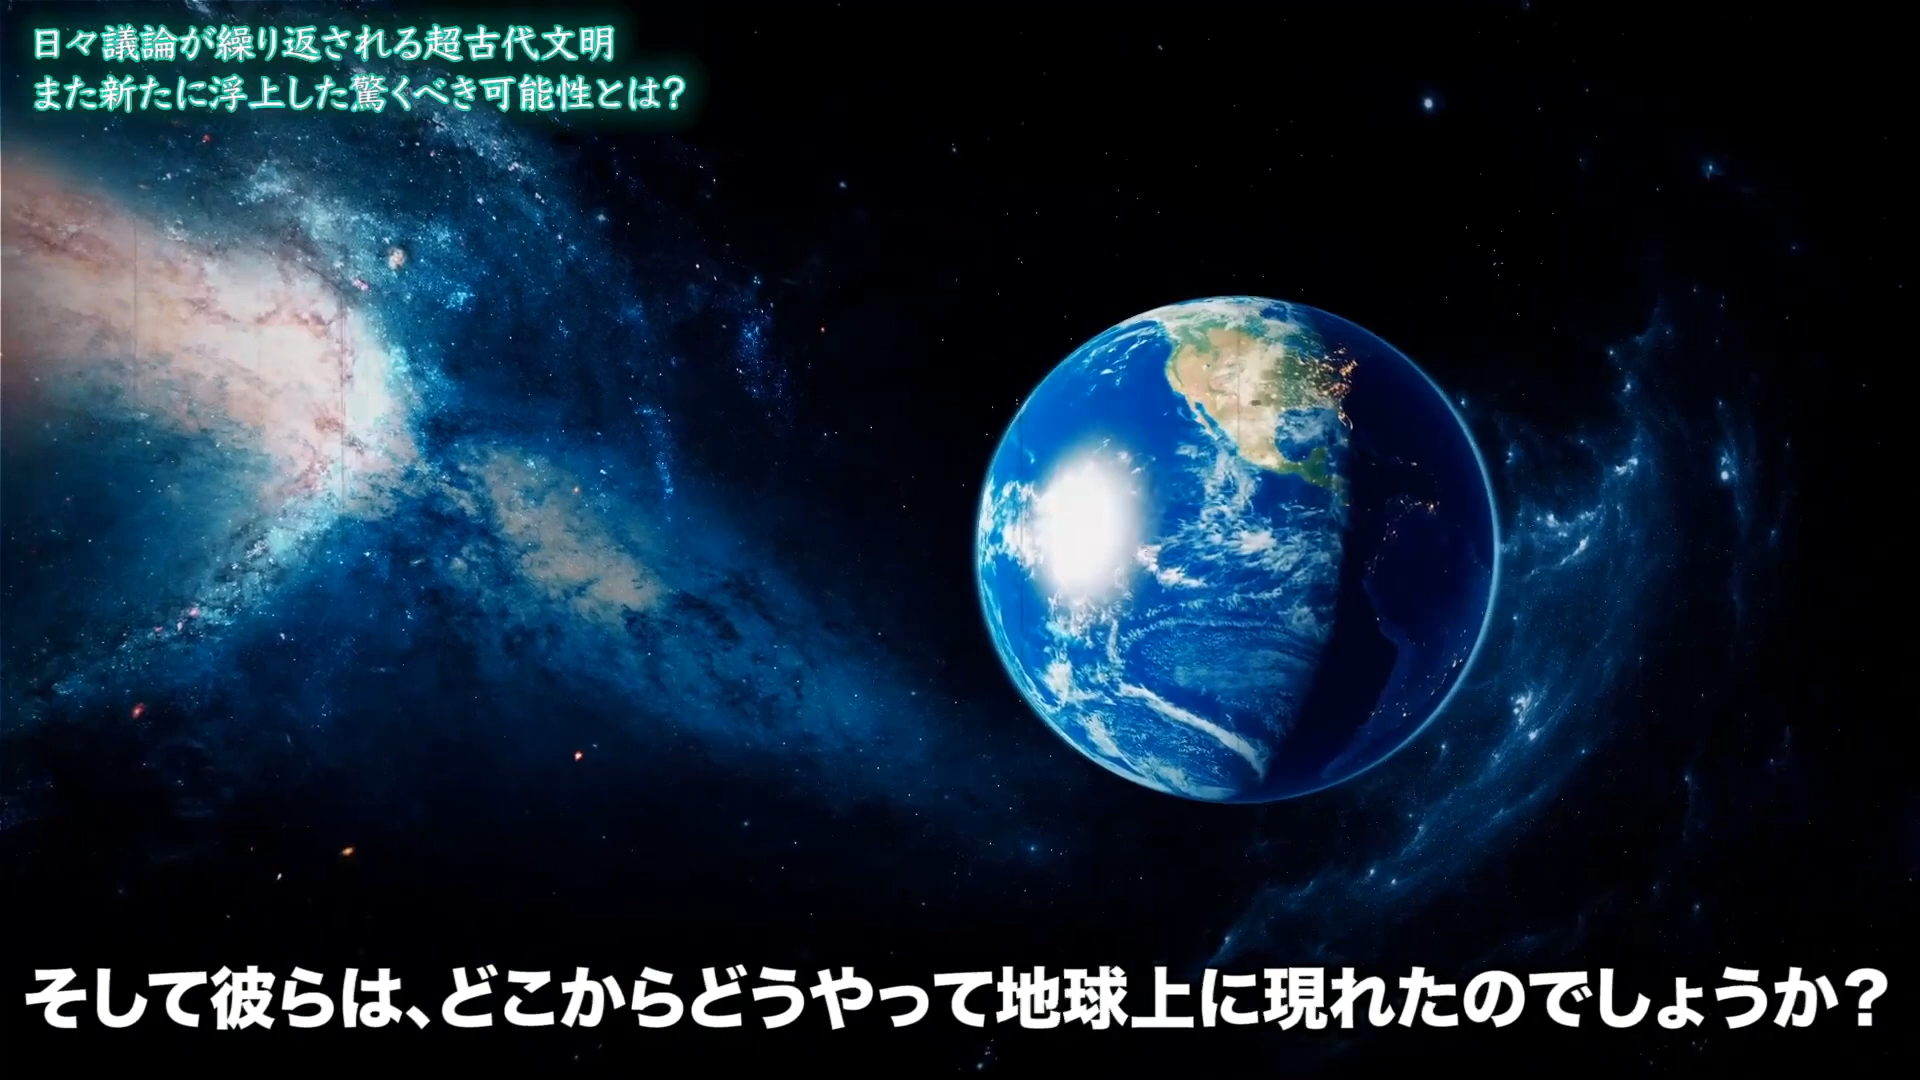 日々議論が繰り返される超古代文明
また新たに浮上した驚くべき可能性とは?
そして彼らは、どこからどうやって地球上に現れたのでしょうか?